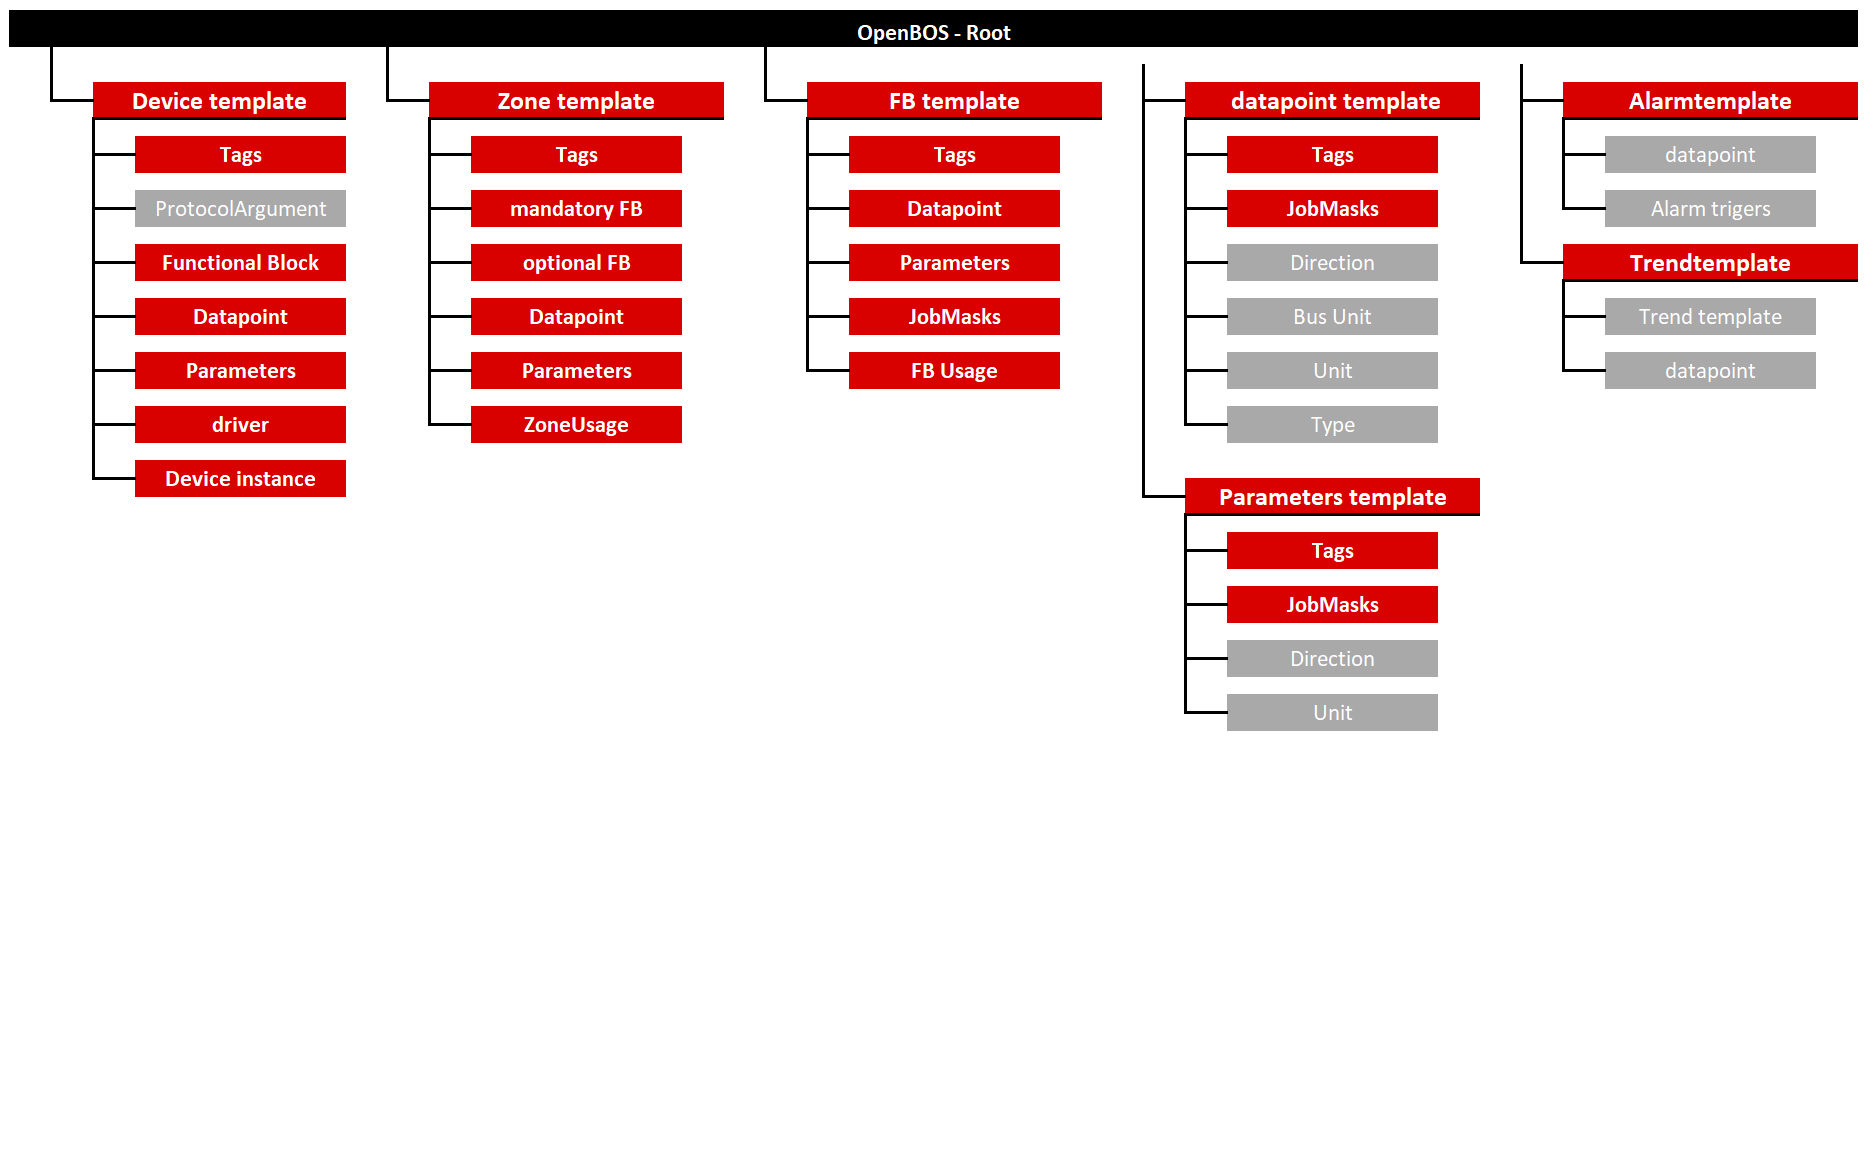 OpenBOS - Root
Device template
Tags
ProtocolArgument
Functional Block
Datapoint
Parameters
driver
Device instance
Zone template
Tags
mandatory FB
optional FB
Datapoint
Parameters
ZoneUsage
FB template
Tags
Datapoint
Parameters
JobMasks
FB Usage
datapoint template
Tags
JobMasks
Direction
Bus Unit
Unit
Type
Parameters template
Tags
JobMasks
Direction
Unit
Alarmtemplate
datapoint
Alarm trigers
Trendtemplate
Trend template
datapoint